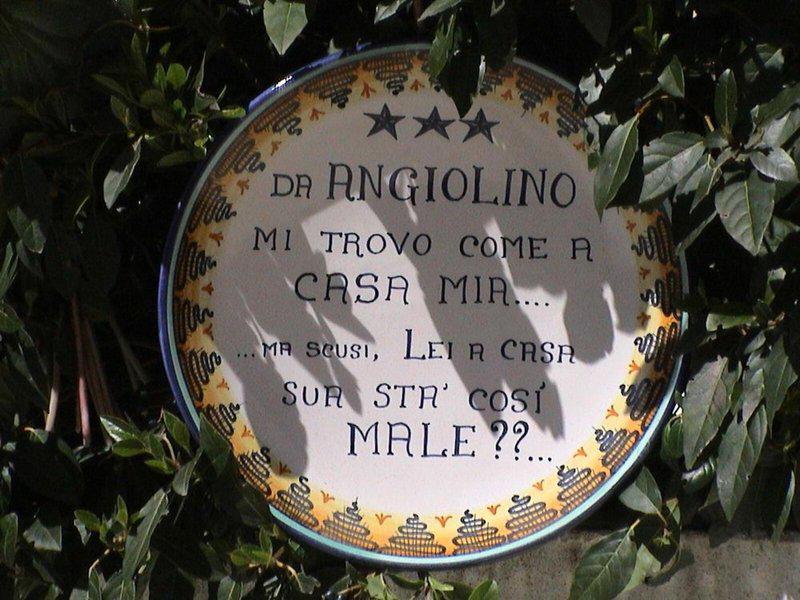 DA ANGIOLINO
MI TROVO COME A
CASA MIA....
...MA SCUSI, LEI A CASA
SUA STA' COSÍ
MALE??...